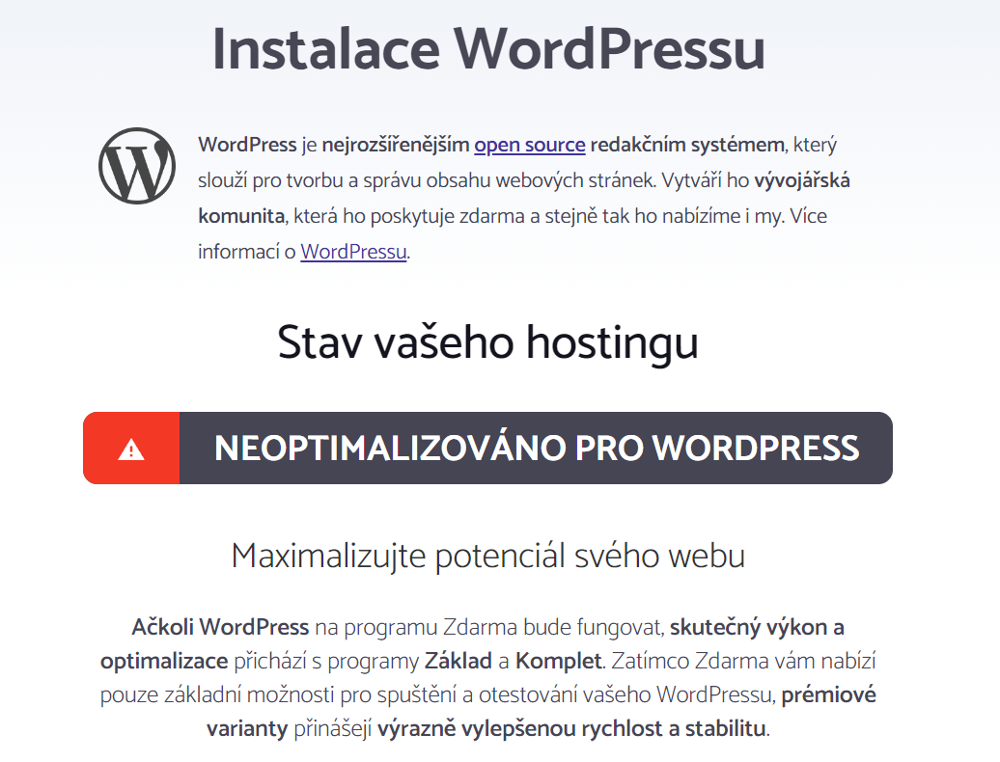 Instalace WordPressu
WordPress je nejrozšířenějším open source redakčním systémem, který
slouží pro tvorbu a správu obsahu webových stránek. Vytváří ho vývojářská
komunita, která ho poskytuje zdarma a stejně tak ho nabízíme i my. Více
informací o WordPressu.
Stav vašeho hostingu
NEOPTIMALIZOVÁNO PRO WORDPRESS
Maximalizujte potenciál svého webu
Ačkoli WordPress na programu Zdarma bude fungovat, skutečný výkon a
optimalizace přichází s programy Základ a Komplet. Zatímco Zdarma vám nabízí
pouze základní možnosti pro spuštění a otestování vašeho WordPressu, prémiové
varianty přinášejí výrazně vylepšenou rychlost a stabilitu.